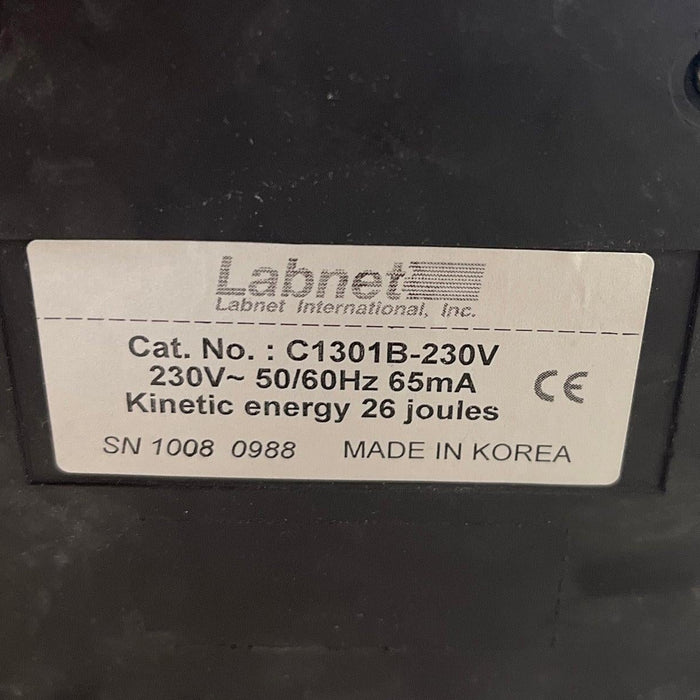 Labnet
Labnet International, Inc.
Cat. No. : C1301B-230V
230V~ 50/60Hz 65mA
Kinetic energy 26 joules
CE
SN 1008 0988 MADE IN KOREA